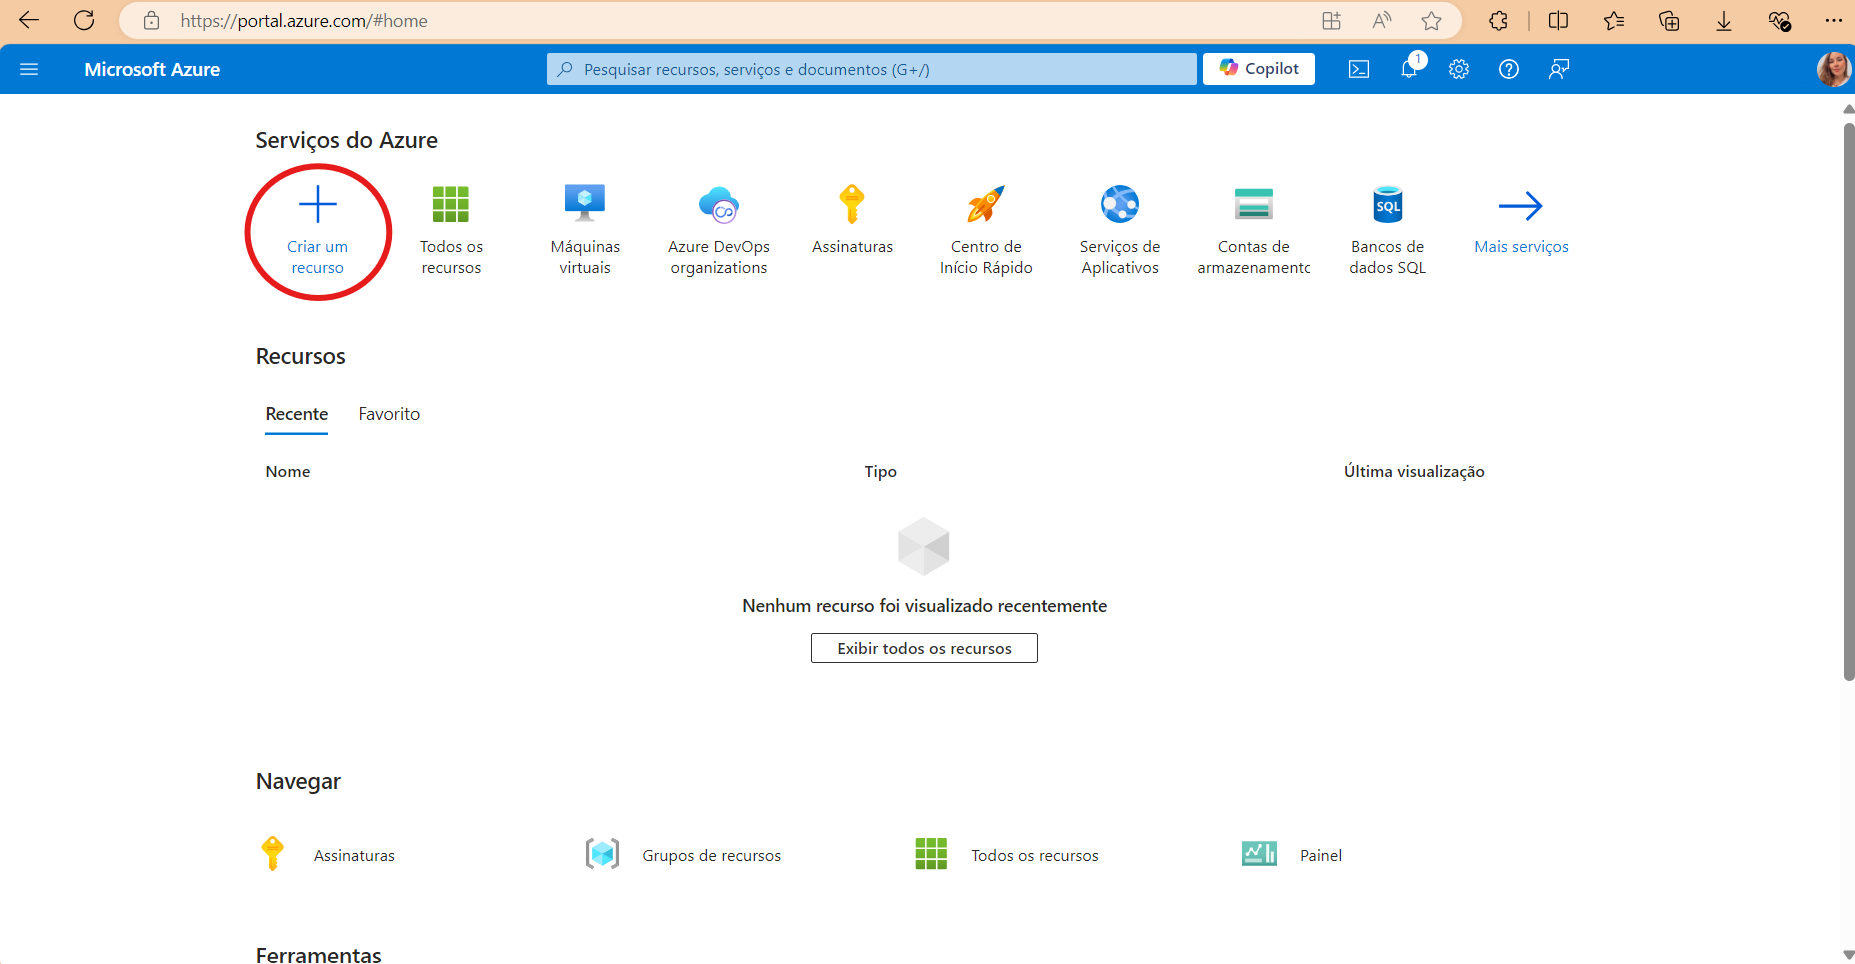 https://portal.azure.com/#home
Microsoft Azure
Pesquisar recursos, serviços e documentos (G+/)
Copilot
1
Serviços do Azure
Criar um
recurso
Todos os
recursos
Máquinas
virtuais
Azure DevOps
organizations
Assinaturas
Centro de
Início Rápido
Serviços de
Aplicativos
Contas de
armazenamento
SQL
Bancos de
dados SQL
Mais serviços
Recursos
Recente
Favorito
Nome
Tipo
Última visualização
Nenhum recurso foi visualizado recentemente
Exibir todos os recursos
Navegar
Assinaturas
Grupos de recursos
Todos os recursos
Painel
Ferramentas